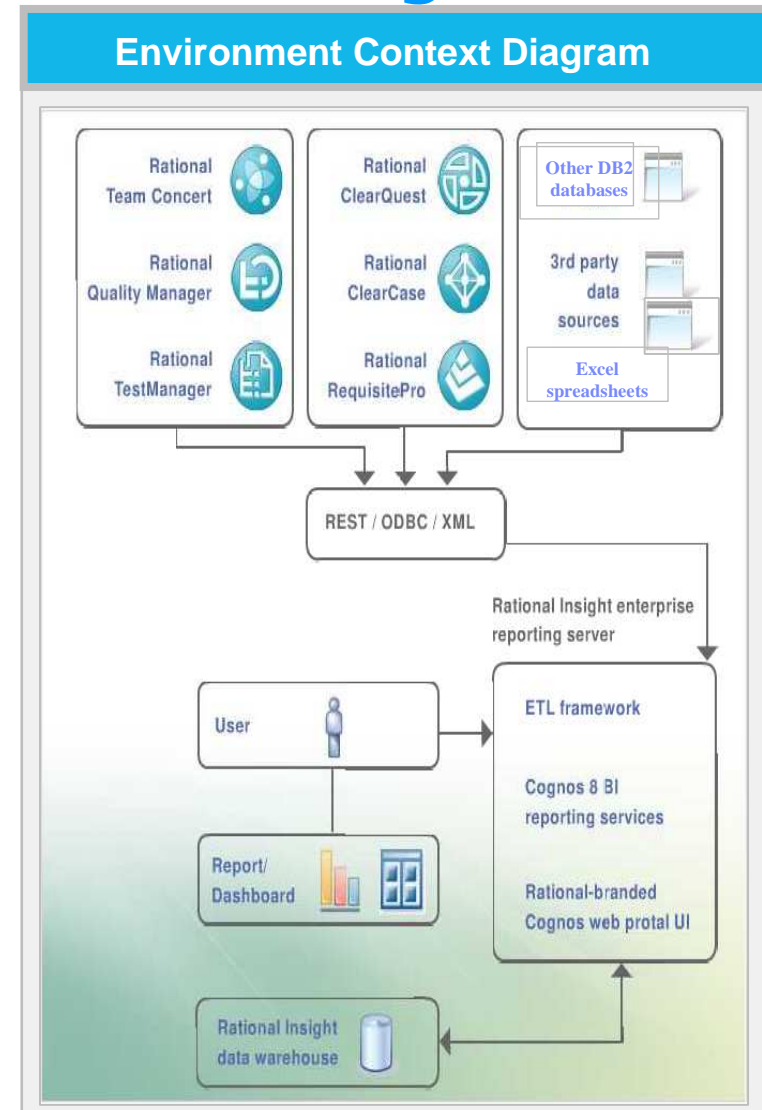 Environment Context Diagram
Rational
Team Concert
Rational
Quality Manager
Rational
TestManager
Rational
ClearQuest
Rational
ClearCase
Rational
RequisitePro
Other DB2
databases
3rd party
data
sources
Excel
spreadsheets
REST / ODBC / XML
Rational Insight enterprise
reporting server
User
ETL framework
Cognos 8 BI
reporting services
Rational-branded
Cognos web protal UI
Report/
Dashboard
Rational Insight
data warehouse